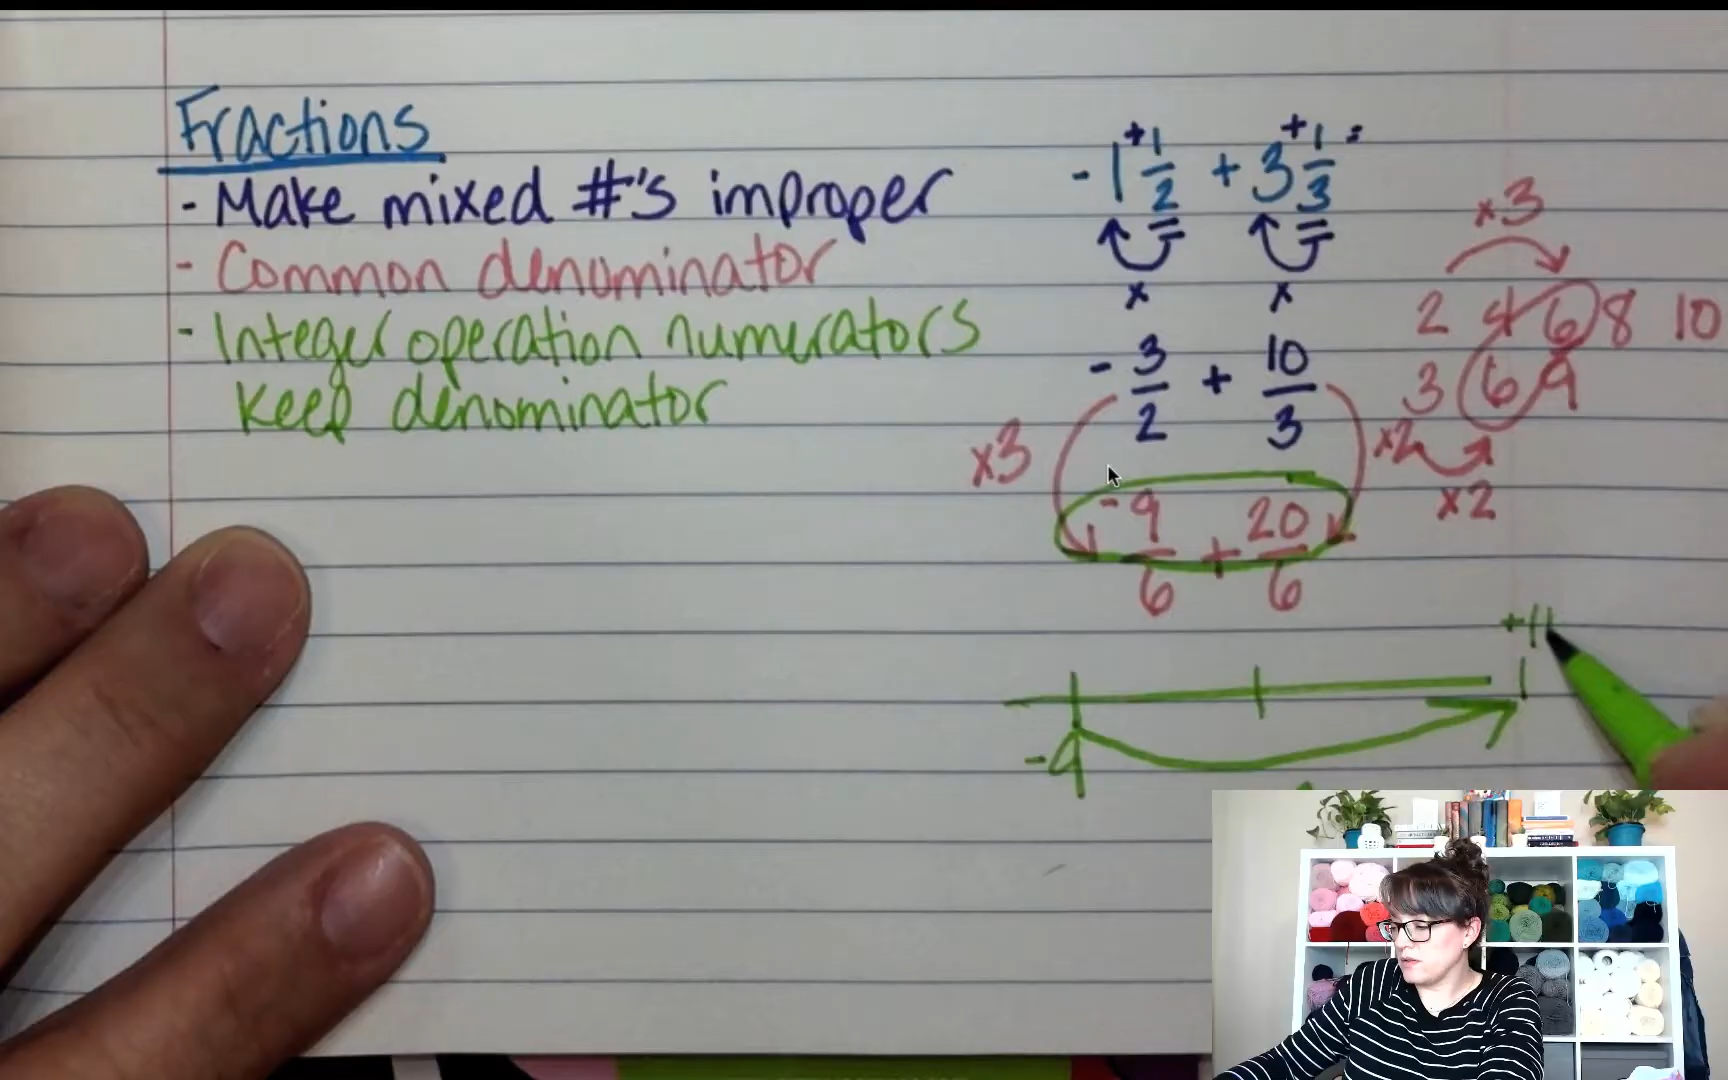 Fractions
- Make mixed #'s improper
- Common denominator
- Integer operation numerators
keep denominator
+ +
- 1 1/2 + 3 1/3 =
x x
- 3/2 + 10/3
x3
2 4 6 8 10
3 6 9
x2
x2
x3
- 9/6 + 20/6
+11
-9